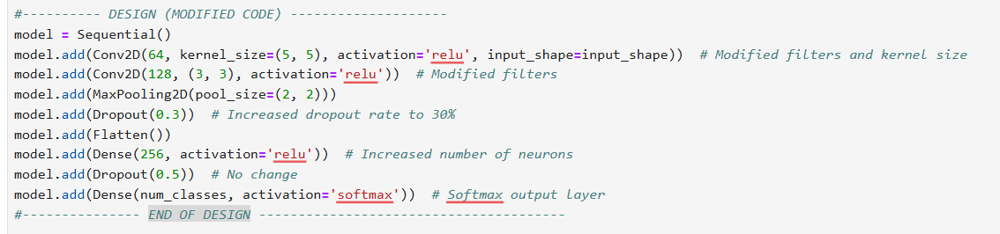 #---------- DESIGN (MODIFIED CODE) --------------------
model = Sequential()
model.add(Conv2D(64, kernel_size=(5, 5), activation='relu', input_shape=input_shape))  # Modified filters and kernel size
model.add(Conv2D(128, (3, 3), activation='relu'))  # Modified filters
model.add(MaxPooling2D(pool_size=(2, 2)))
model.add(Dropout(0.3))  # Increased dropout rate to 30%
model.add(Flatten())
model.add(Dense(256, activation='relu'))  # Increased number of neurons
model.add(Dropout(0.5))  # No change
model.add(Dense(num_classes, activation='softmax'))  # Softmax output layer
#--------------- END OF DESIGN ---------------------------------------